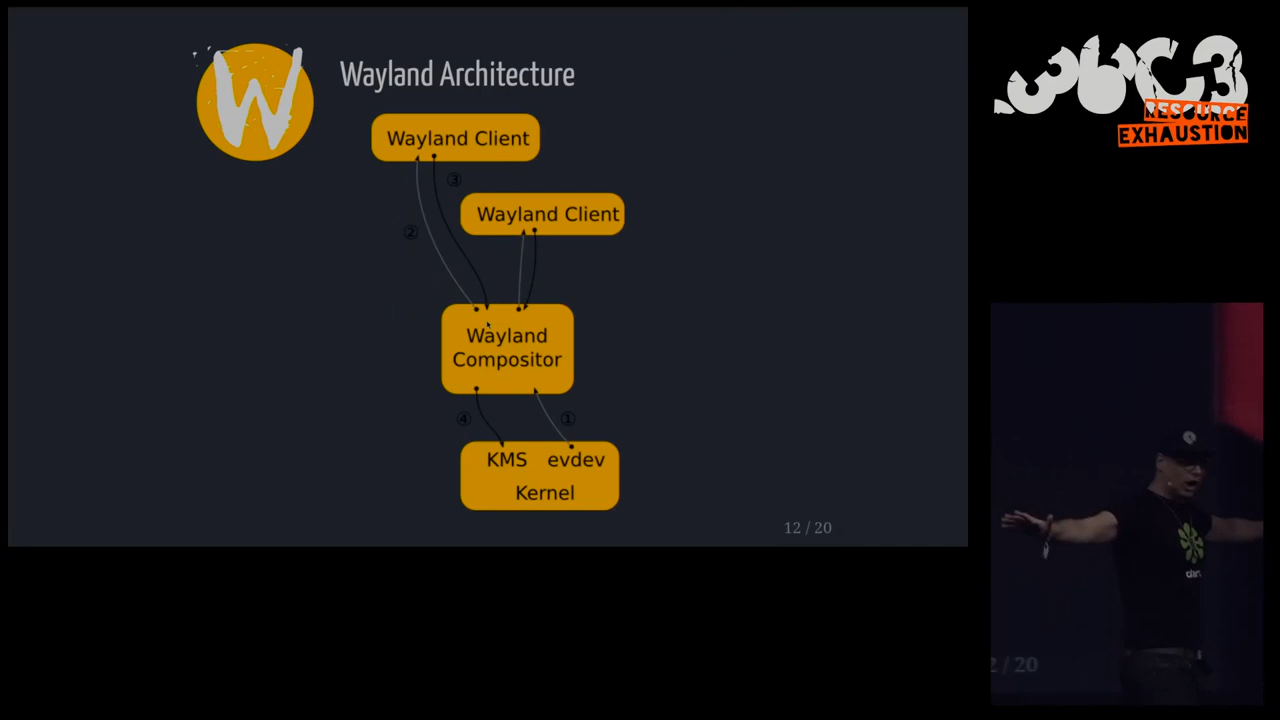 Wayland Architecture
Wayland Client
③
Wayland Client
②
Wayland
Compositor
④ ①
KMS evdev
Kernel
12 / 20
36C3
RESOURCE
EXHAUSTION
2 / 20